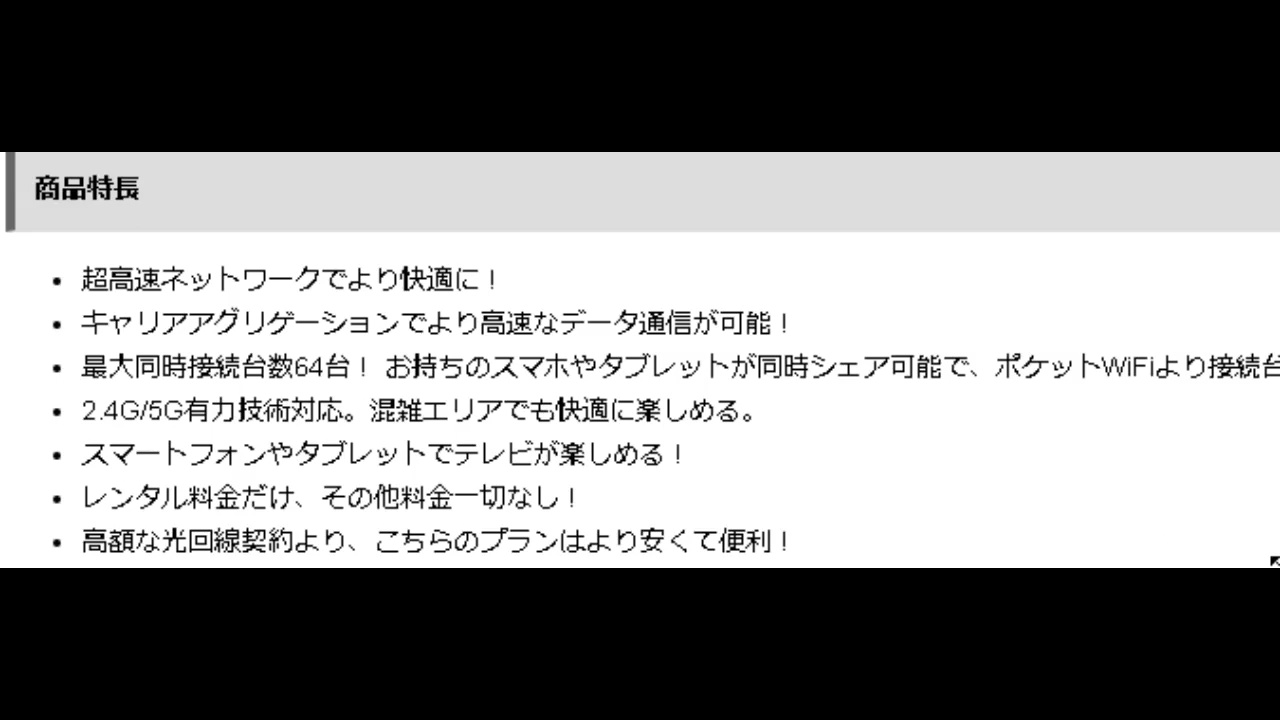 商品特長
超高速ネットワークでより快適に！
キャリアアグリゲーションでより高速なデータ通信が可能！
最大同時接続台数64台！ お持ちのスマホやタブレットが同時シェア可能で、ポケットWiFiより接続台
2.4G/5G有力技術対応。混雑エリアでも快適に楽しめる。
スマートフォンやタブレットでテレビが楽しめる！
レンタル料金だけ、その他料金一切なし！
高額な光回線契約より、こちらのプランはより安くて便利！